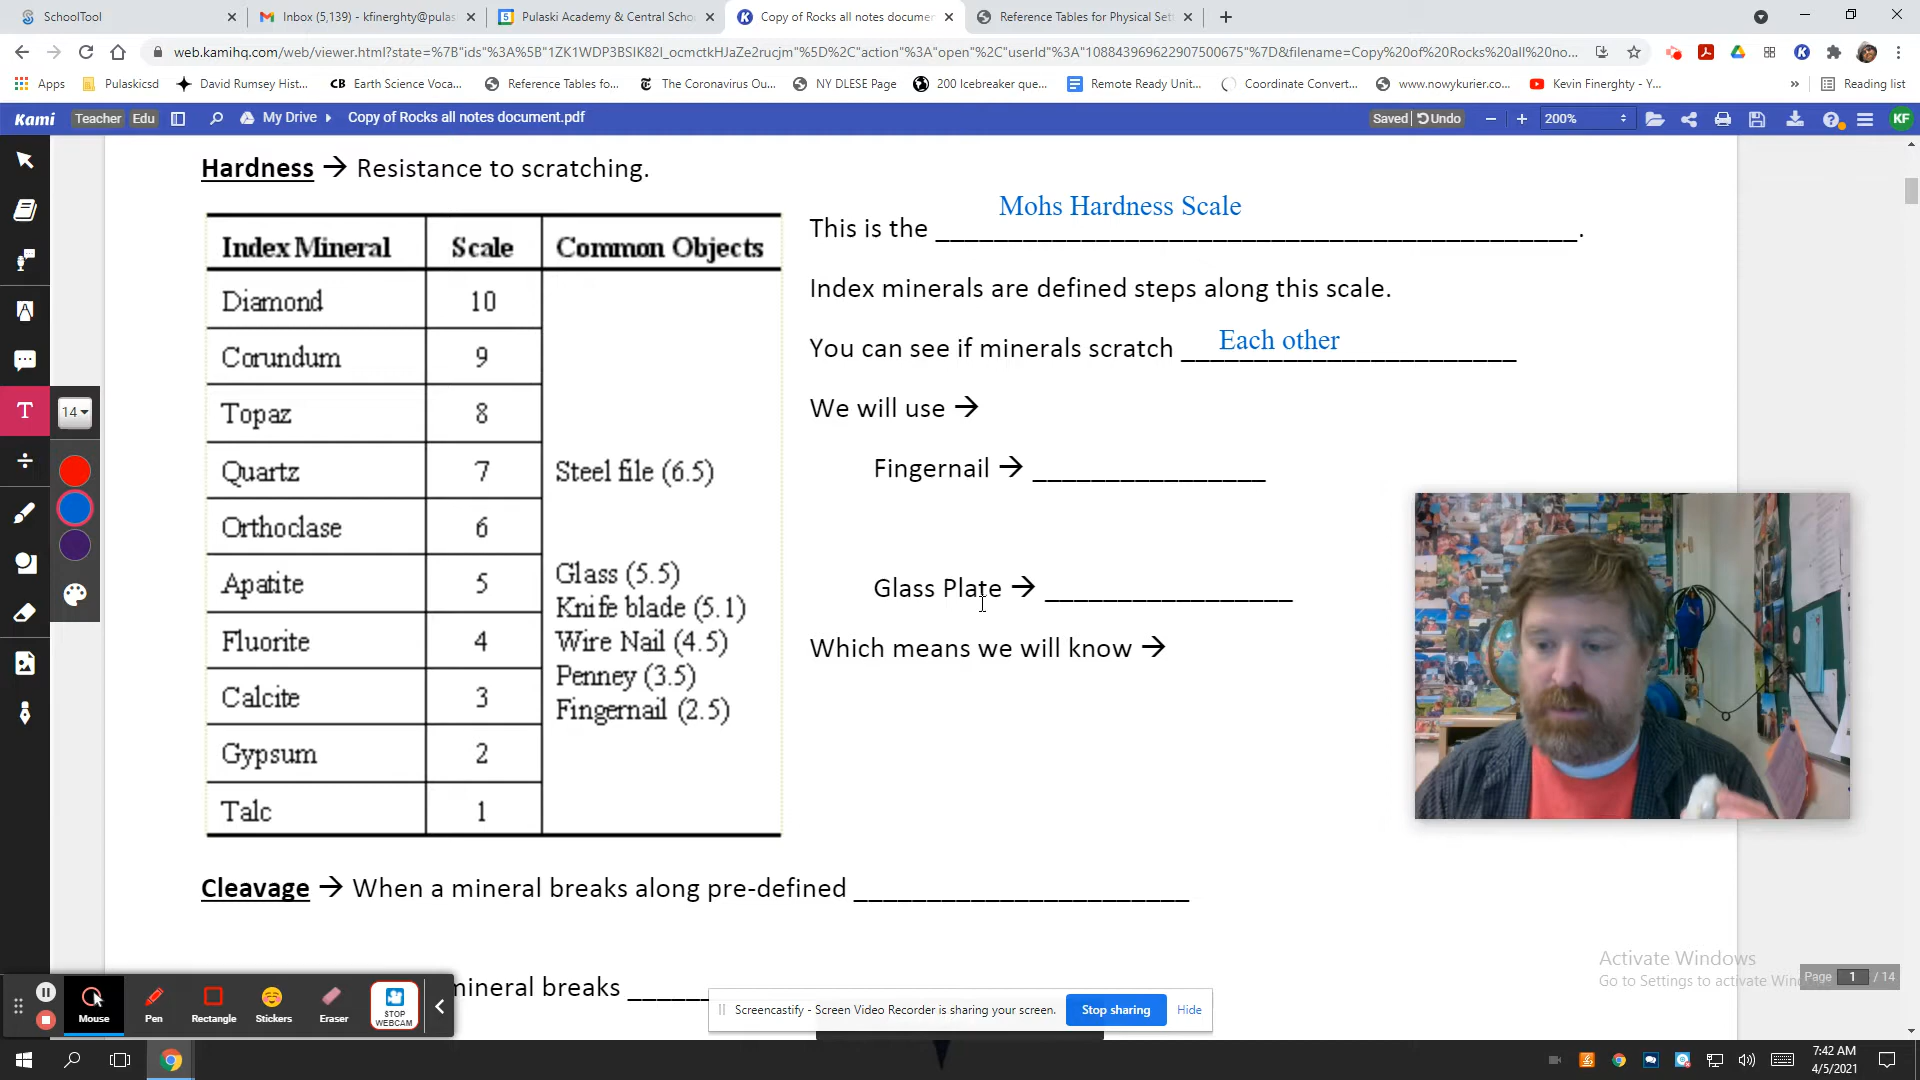 SchoolTool
Inbox (5,139) - kfinerghty@pulas
Pulaski Academy & Central Scho
Copy of Rocks all notes documen
Reference Tables for Physical Set
web.kamihq.com/web/viewer.html?state=%7B"ids"%3A%5B"1ZK1WDP3BSIK82I_ocmctkHJaZe2rucjm"%5D%2C"action"%3A"open"%2C"userId"%3A"108843969622907500675"%7D&filename=Copy%20of%20Rocks%20all%20no...
Apps
Pulaskicsd
David Rumsey Hist...
CB Earth Science Voca...
Reference Tables fo...
The Coronavirus Ou...
NY DLESE Page
200 Icebreaker que...
Remote Ready Unit...
Coordinate Convert...
www.nowykurier.co...
Kevin Finerghty - Y...
»
Reading list
Kami Teacher Edu
My Drive
Copy of Rocks all notes document.pdf
Saved Undo
200%
KF
Hardness → Resistance to scratching.
Mohs Hardness Scale
This is the ____________________________________________.
Index Mineral Scale Common Objects
Diamond 10
Corundum 9
Topaz 8
Quartz 7 Steel file (6.5)
Orthoclase 6
Apatite 5 Glass (5.5)
Knife blade (5.1)
Fluorite 4 Wire Nail (4.5)
Penney (3.5)
Calcite 3 Fingernail (2.5)
Gypsum 2
Talc 1
Index minerals are defined steps along this scale.
You can see if minerals scratch _______________________
Each other
We will use →
Fingernail → ________________
Glass Plate → _________________
Which means we will know →
14
T
Cleavage → When a mineral breaks along pre-defined _______________________
mineral breaks ______
Activate Windows
Go to Settings to activate Win
Page 1 / 14
Mouse
Pen
Rectangle
Stickers
Eraser
STOP
WEBCAM
Screencastify - Screen Video Recorder is sharing your screen.
Stop sharing
Hide
7:42 AM
4/5/2021